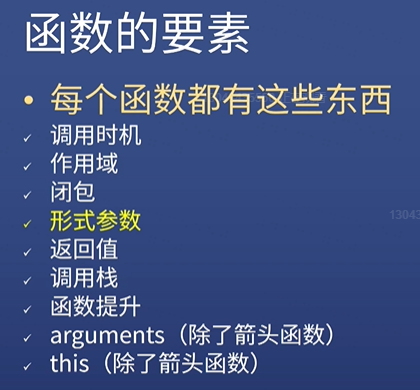 函数的要素
• 每个函数都有这些东西
✓ 调用时机
✓ 作用域
✓ 闭包
✓ 形式参数
✓ 返回值
✓ 调用栈
✓ 函数提升
✓ arguments（除了箭头函数）
✓ this（除了箭头函数）
13043